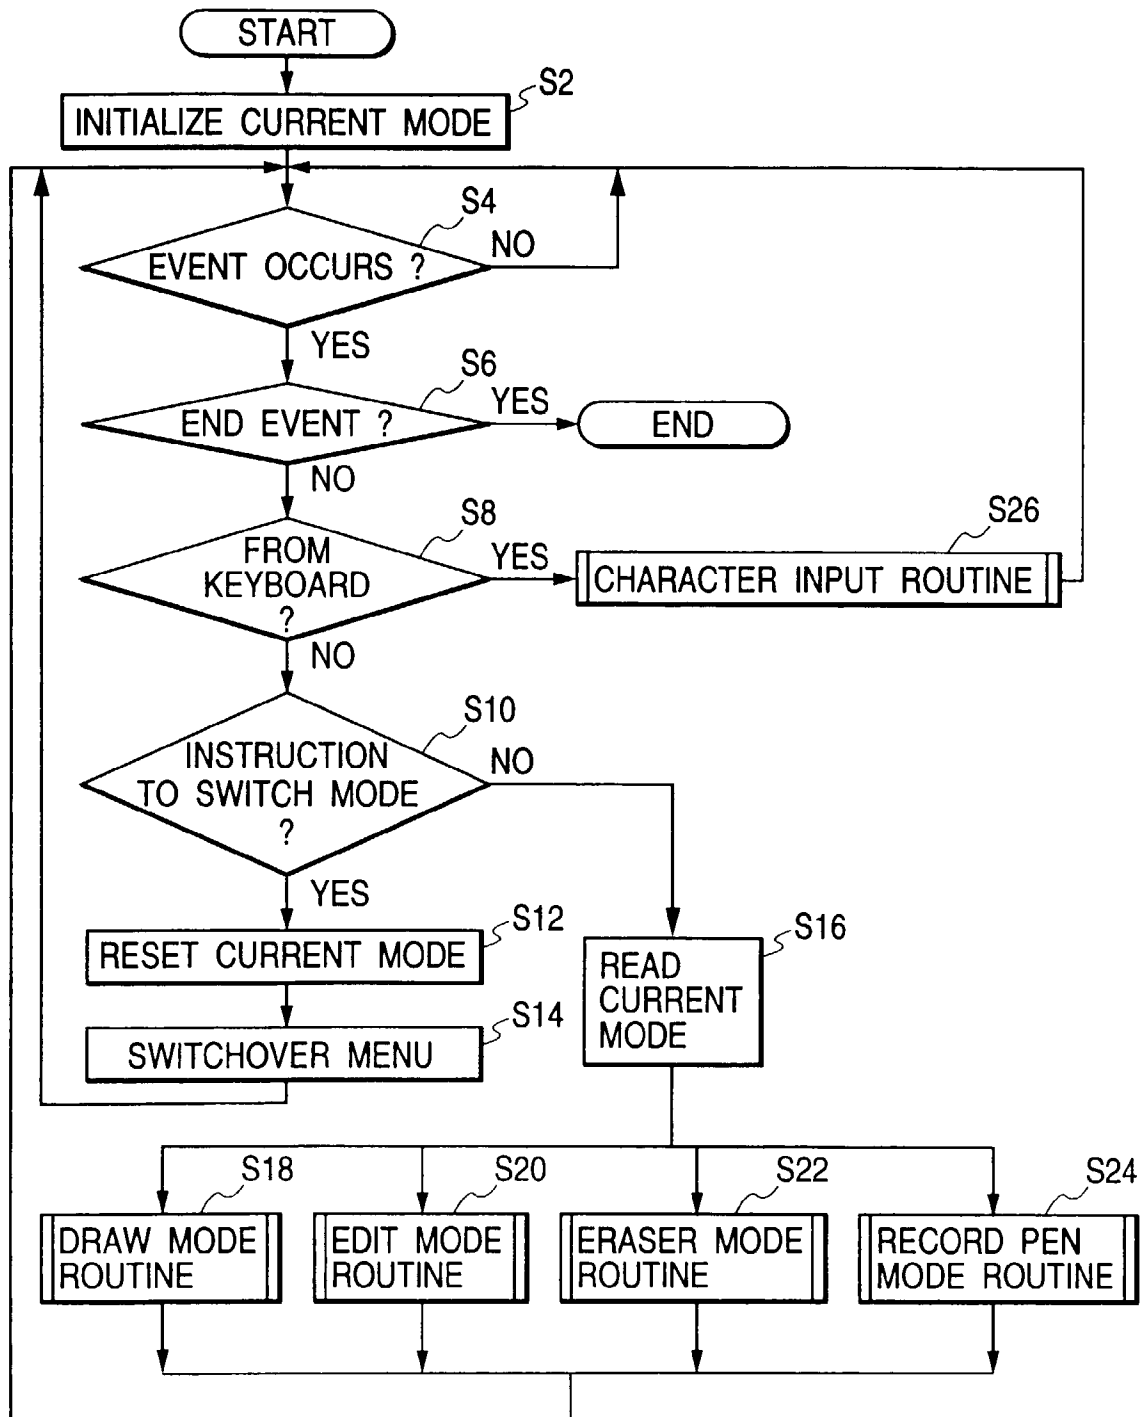 START
S2
INITIALIZE CURRENT MODE
S4
EVENT OCCURS ?
NO
YES
S6
END EVENT ?
YES
END
NO
S8
FROM
KEYBOARD
?
YES
S26
CHARACTER INPUT ROUTINE
NO
S10
INSTRUCTION
TO SWITCH MODE
?
NO
YES
S12
RESET CURRENT MODE
S14
SWITCHOVER MENU
S16
READ
CURRENT
MODE
S18
DRAW MODE
ROUTINE
S20
EDIT MODE
ROUTINE
S22
ERASER MODE
ROUTINE
S24
RECORD PEN
MODE ROUTINE